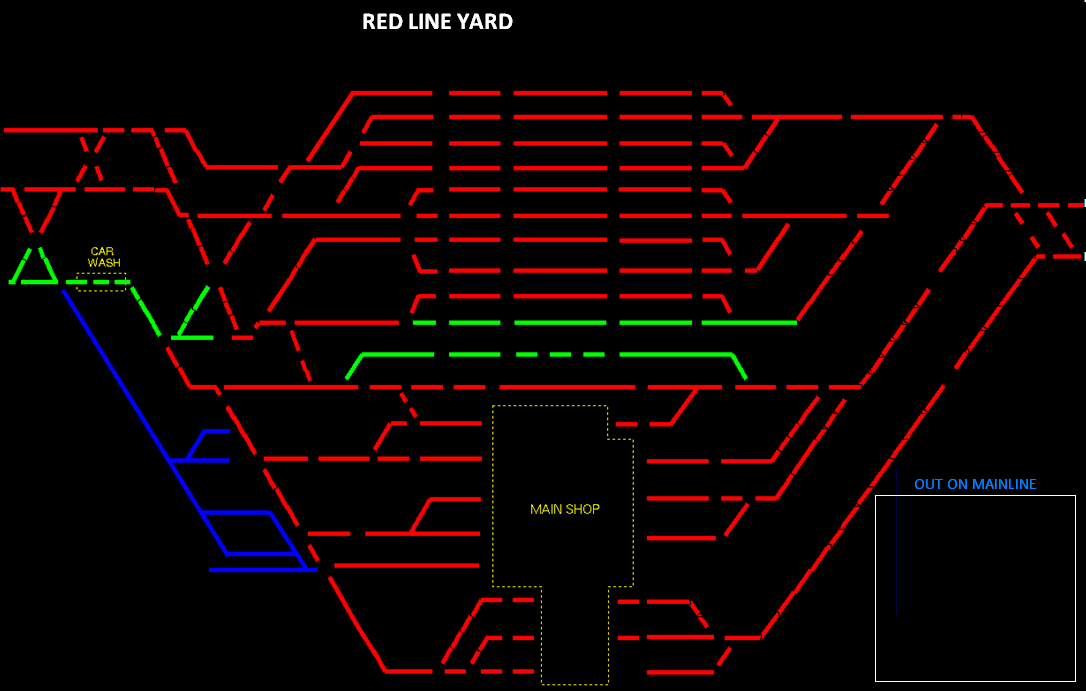 RED LINE YARD
CAR
WASH
OUT ON MAINLINE
MAIN SHOP